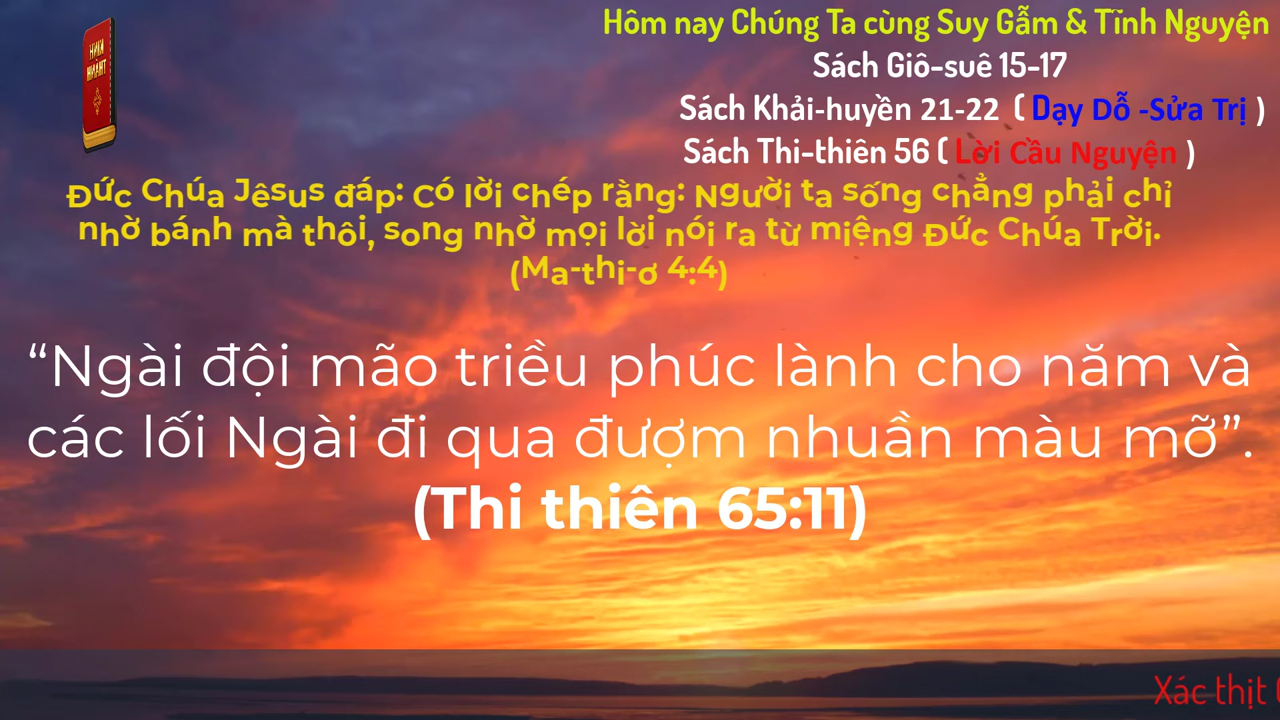 Hôm nay Chúng Ta cùng Suy Gẫm & Tĩnh Nguyện
Sách Giô-suê 15-17
Sách Khải-huyền 21-22 ( Dạy Dỗ -Sửa Trị )
Sách Thi-thiên 56 ( Lời Cầu Nguyện )
KINH
THÁNH
Đức Chúa Jêsus đáp: Có lời chép rằng: Người ta sống chẳng phải chỉ
nhờ bánh mà thôi, song nhờ mọi lời nói ra từ miệng Đức Chúa Trời.
(Ma-thi-ơ 4:4)
“Ngài đội mão triều phúc lành cho năm và
các lối Ngài đi qua đượm nhuần màu mỡ”.
(Thi thiên 65:11)
Xác thịt